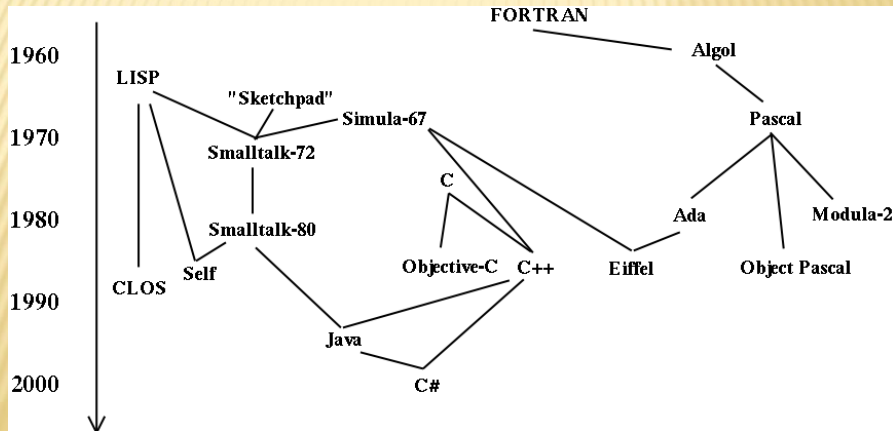 FORTRAN
1960
Algol
LISP
"Sketchpad"
Simula-67
Pascal
1970
Smalltalk-72
C
1980
Smalltalk-80
Ada
Modula-2
CLOS
Self
Objective-C
C++
Eiffel
Object Pascal
1990
Java
2000
C#